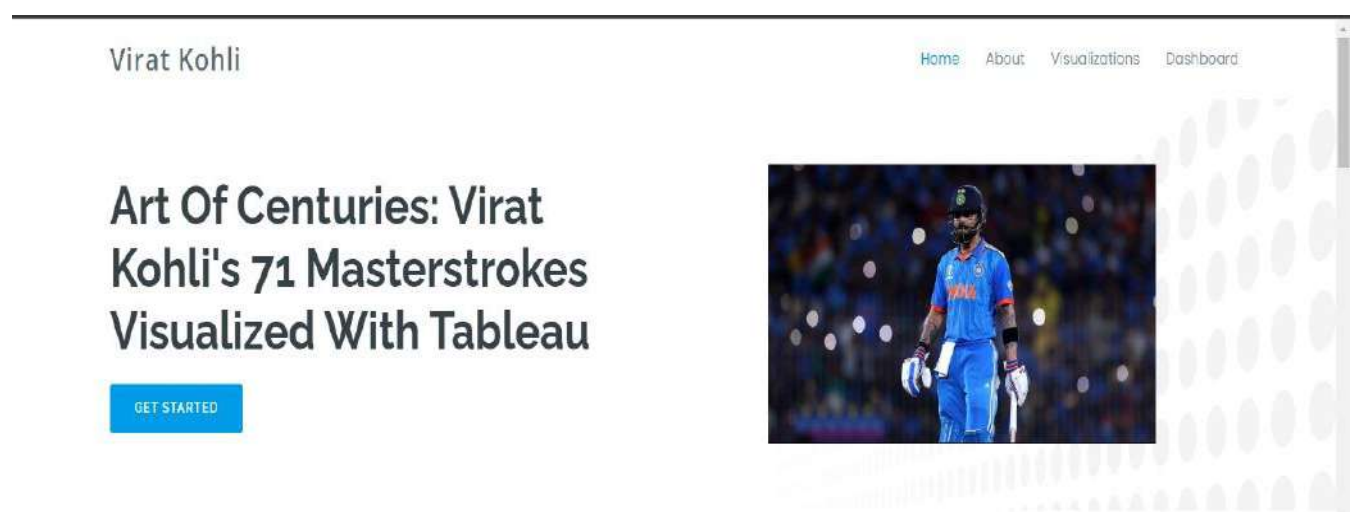 Virat Kohli
Home About Visualizations Dashboard
Art Of Centuries: Virat
Kohli's 71 Masterstrokes
Visualized With Tableau
GET STARTED